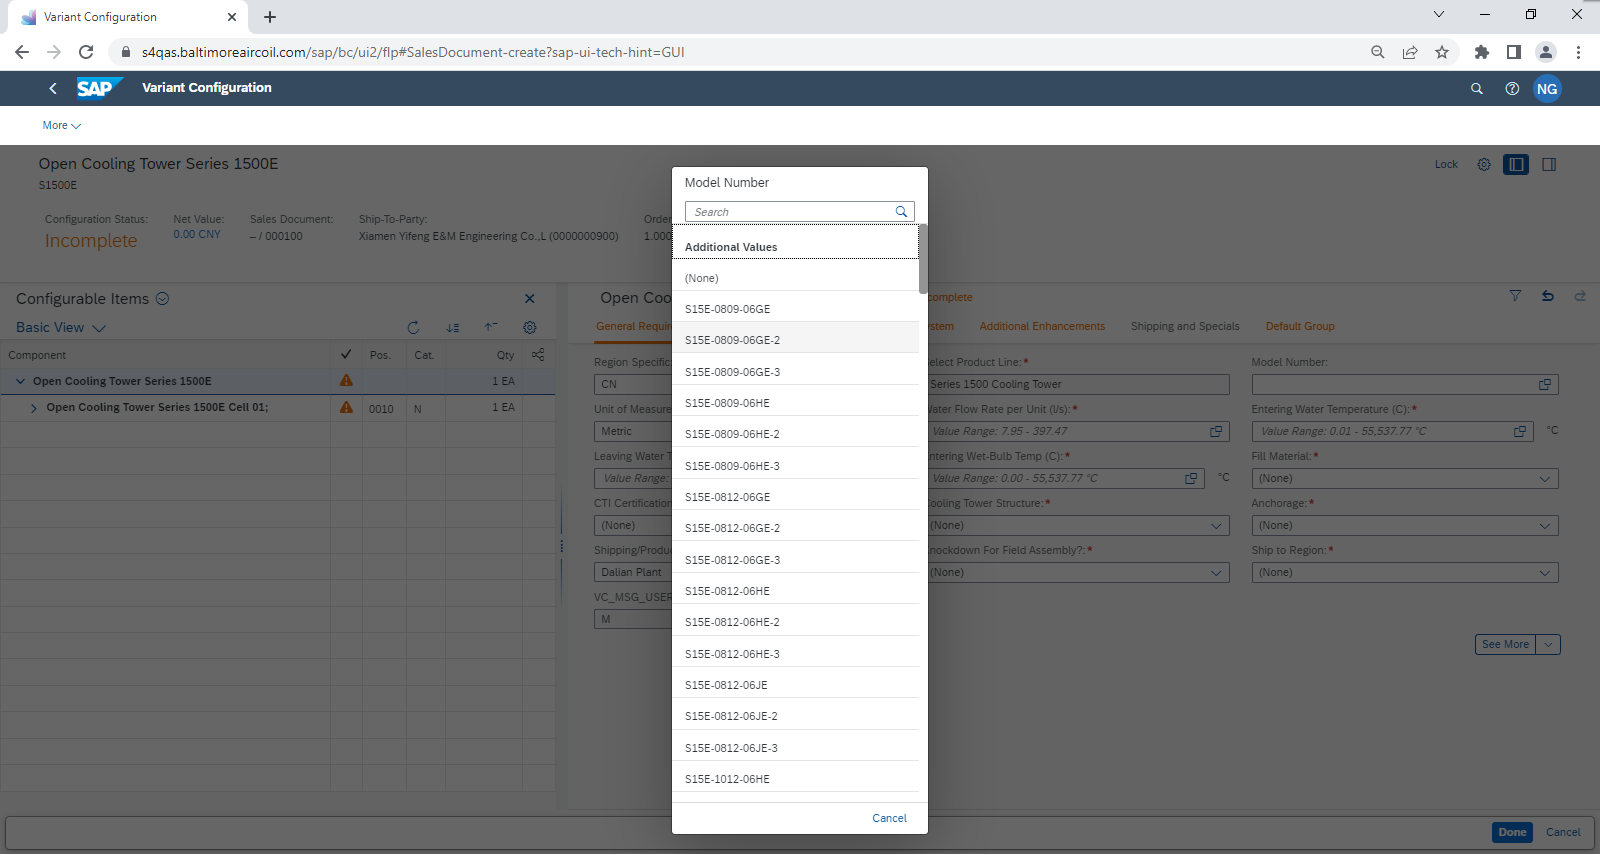 Variant Configuration
s4qas.baltimoreaircoil.com/sap/bc/ui2/flp#SalesDocument-create?sap-ui-tech-hint=GUI
SAP
Variant Configuration
NG
More
Open Cooling Tower Series 1500E
S1500E
Lock
Configuration Status:
Incomplete
Net Value:
0.00 CNY
Sales Document:
– / 000100
Ship-To-Party:
Xiamen Yifeng E&M Engineering Co.,L (0000000900)
Order
1.000
Configurable Items
Basic View
Component Pos. Cat. Qty
Open Cooling Tower Series 1500E 1 EA
Open Cooling Tower Series 1500E Cell 01; 0010 N 1 EA
Model Number
Search
Additional Values
(None)
S15E-0809-06GE
S15E-0809-06GE-2
S15E-0809-06GE-3
S15E-0809-06HE
S15E-0809-06HE-2
S15E-0809-06HE-3
S15E-0812-06GE
S15E-0812-06GE-2
S15E-0812-06GE-3
S15E-0812-06HE
S15E-0812-06HE-2
S15E-0812-06HE-3
S15E-0812-06JE
S15E-0812-06JE-2
S15E-0812-06JE-3
S15E-1012-06HE
Cancel
Open Coo
complete
General Requir
stem
Additional Enhancements
Shipping and Specials
Default Group
Region Specific
CN
Select Product Line:*
Series 1500 Cooling Tower
Model Number:
Unit of Measure
Metric
Water Flow Rate per Unit (l/s):*
Value Range: 7.95 - 397.47
Entering Water Temperature (C):*
Value Range: 0.01 - 55,537.77 °C
°C
Leaving Water T
Value Range:
Entering Wet-Bulb Temp (C):*
Value Range: 0.00 - 55,537.77 °C
°C
Fill Material:*
(None)
CTI Certification
(None)
Cooling Tower Structure:*
(None)
Anchorage:*
(None)
Shipping/Produ
Dalian Plant
Knockdown For Field Assembly?:*
(None)
Ship to Region:*
(None)
VC_MSG_USER
M
See More
Done
Cancel